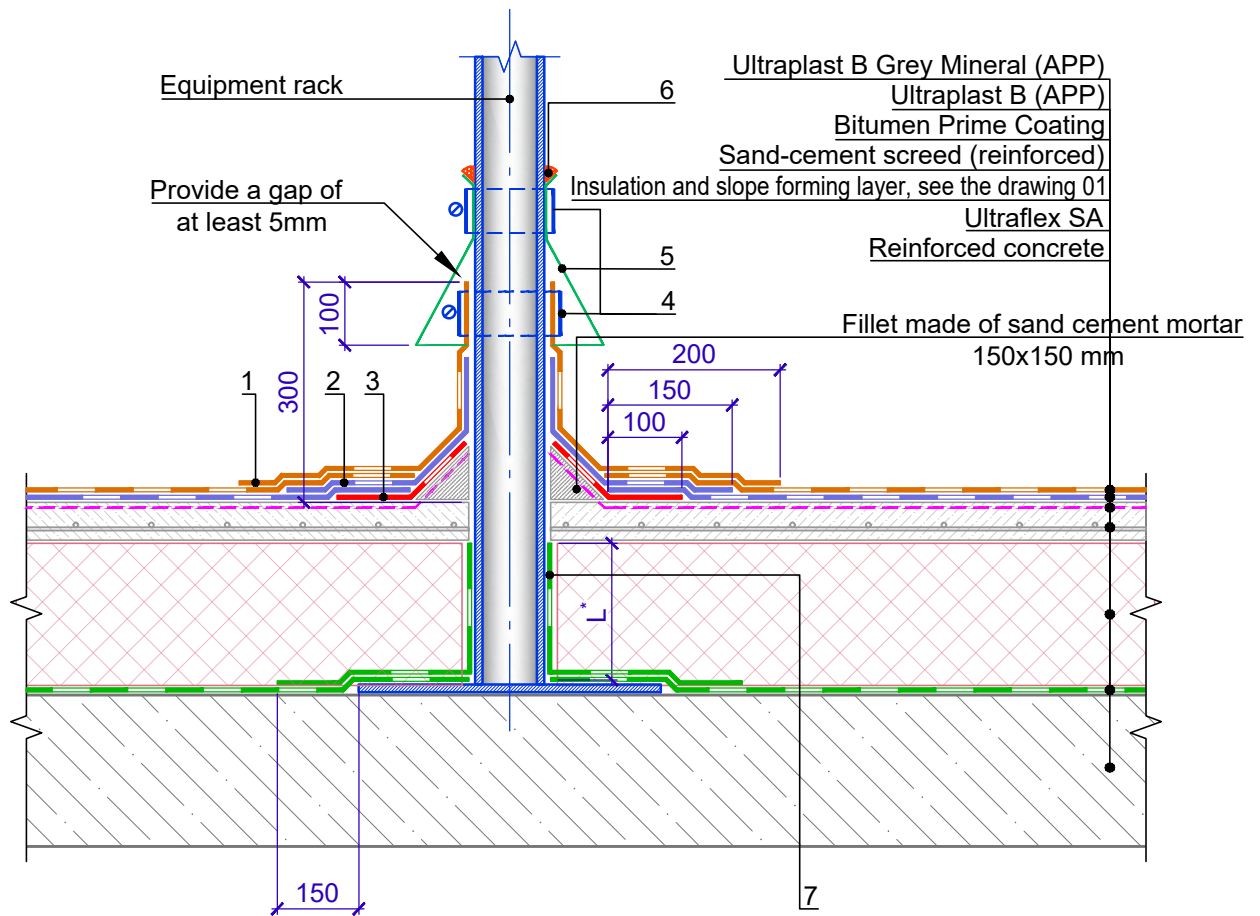 Equipment rack
Provide a gap of
at least 5mm
6
Ultraplast B Grey Mineral (APP)
Ultraplast B (APP)
Bitumen Prime Coating
Sand-cement screed (reinforced)
Insulation and slope forming layer, see the drawing 01
Ultraflex SA
Reinforced concrete
5
4
Fillet made of sand cement mortar
150x150 mm
100
300
1
2
3
200
150
100
L*
150
7